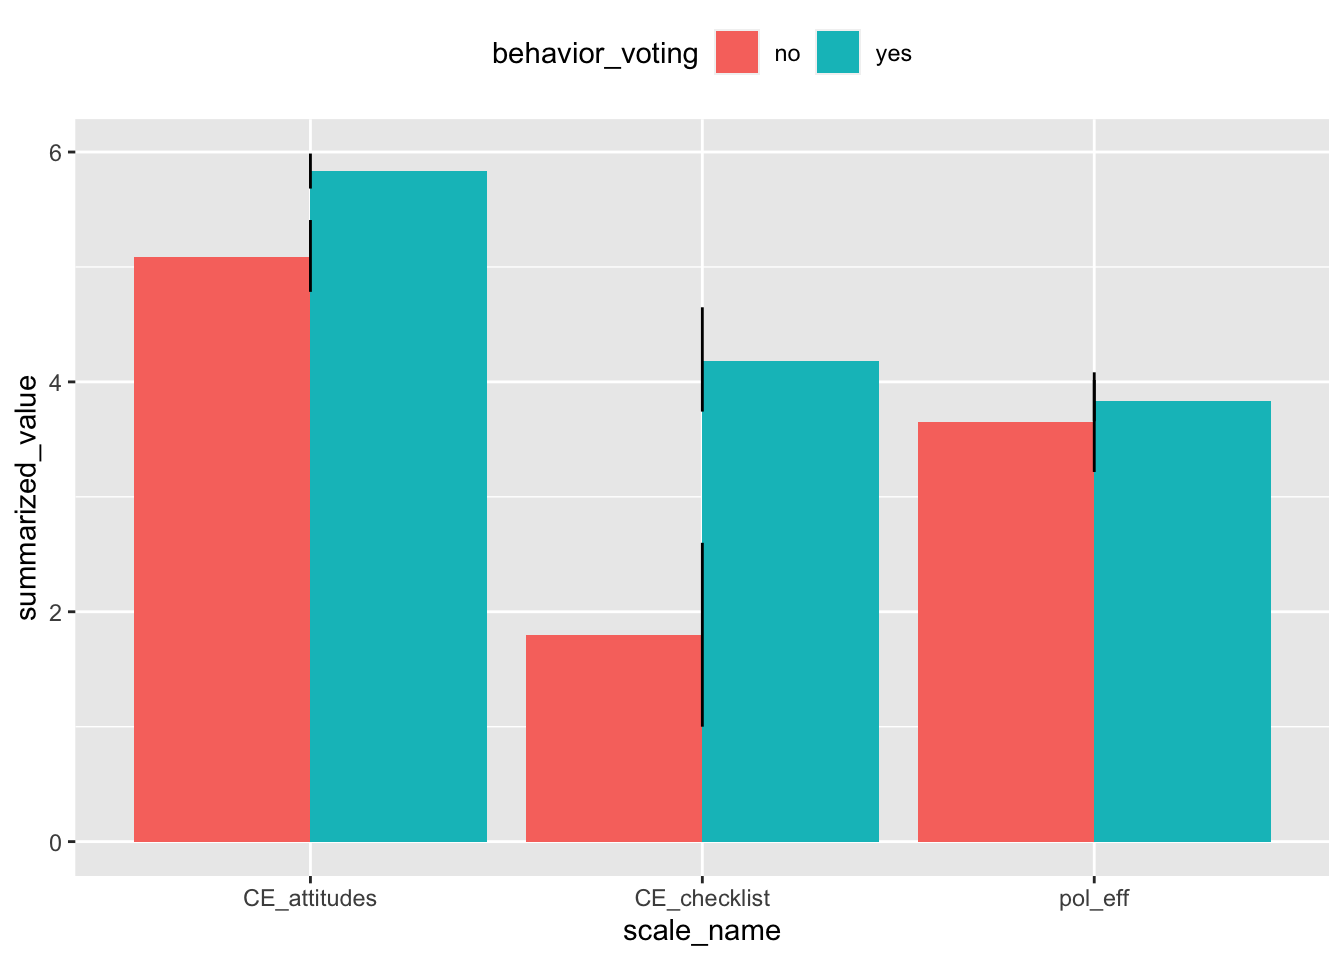 behavior_voting no yes
6
4
2
0
summarized_value
CE_attitudes CE_checklist pol_eff
scale_name